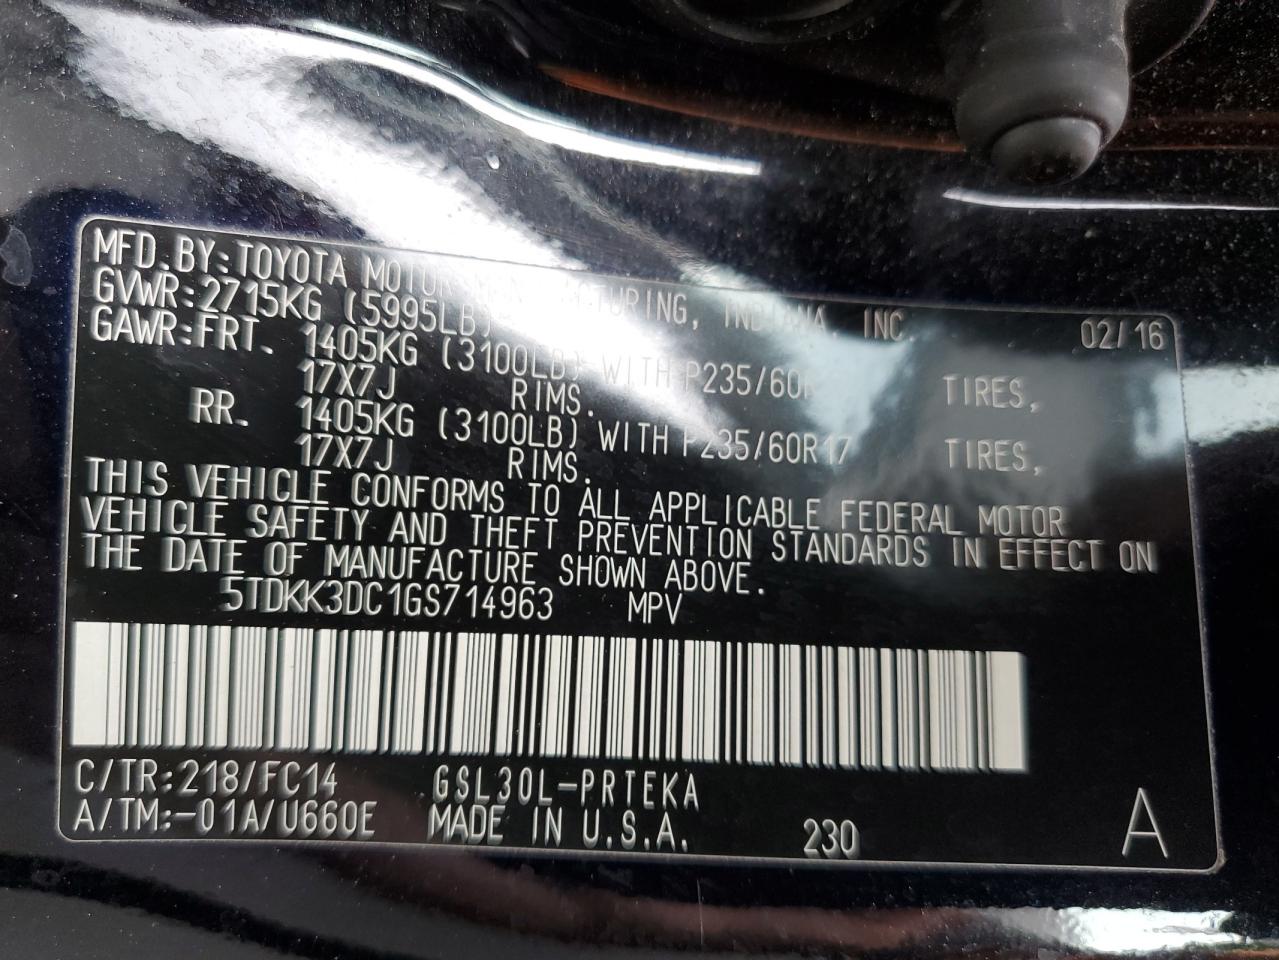 MFD.BY:TOYOTA MOTOR MANUFACTURING, INDIANA, INC. 02/16
GVWR:2715KG (5995LB)
GAWR:FRT. 1405KG (3100LB) WITH P235/60R TIRES,
17X7J RIMS.
RR. 1405KG (3100LB) WITH P235/60R17 TIRES,
17X7J RIMS.
THIS VEHICLE CONFORMS TO ALL APPLICABLE FEDERAL MOTOR
VEHICLE SAFETY AND THEFT PREVENTION STANDARDS IN EFFECT ON
THE DATE OF MANUFACTURE SHOWN ABOVE.
5TDKK3DC1GS714963 MPV
C/TR:218/FC14 GSL30L-PRTEKA
A/TM:-01A/U660E MADE IN U.S.A. 230 A